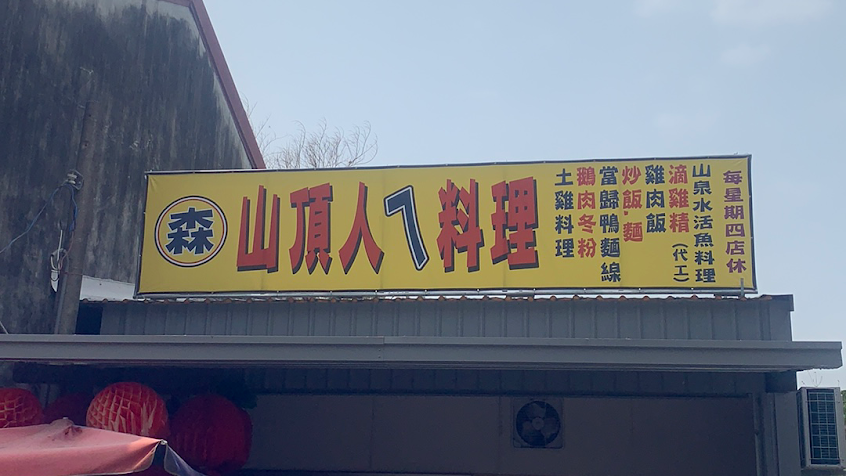 森
山頂人ㄟ料理
土雞料理
鵝肉冬粉
當歸鴨麵線
炒飯.麵
雞肉飯
滴雞精(代工)
山泉水活魚料理
每星期四店休